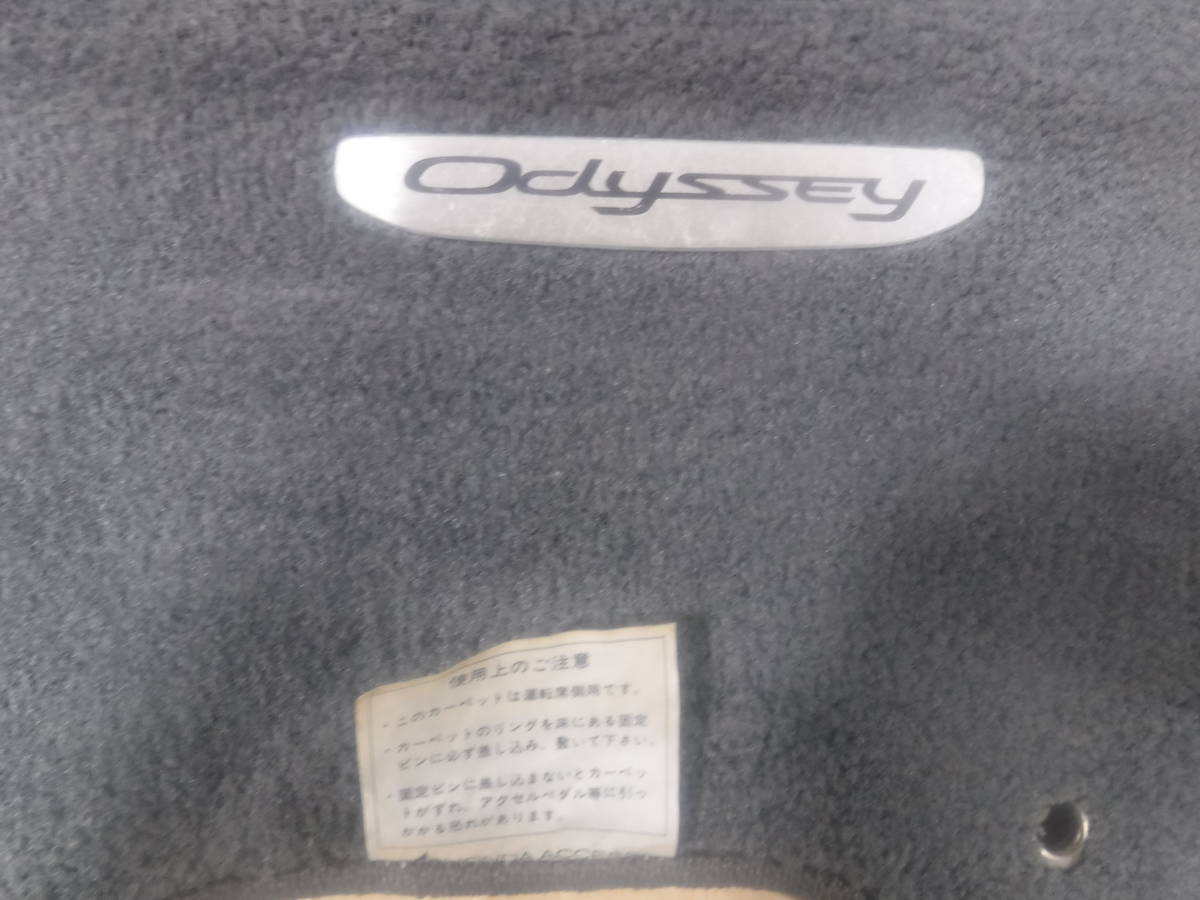 Odyssey
使用上のご注意
・このカーペットは運転席側用です。
・カーペットのリングを床にある固定
ピンに必ず差し込み、敷いて下さい。
・固定ピンに差し込まないとカーペッ
トがずれ、アクセルペダル等に引っ
かかる恐れがあります。
HONDA ACCESS